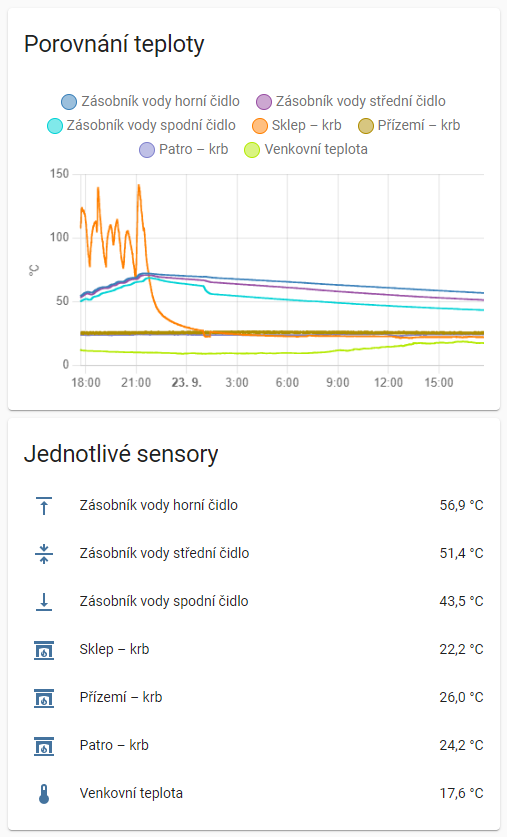 Porovnání teploty
Zásobník vody horní čidlo Zásobník vody střední čidlo
Zásobník vody spodní čidlo Sklep – krb Přízemí – krb
Patro – krb Venkovní teplota
150
100
°C
50
0
18:00 21:00 23. 9. 3:00 6:00 9:00 12:00 15:00
Jednotlivé sensory
Zásobník vody horní čidlo 56,9 °C
Zásobník vody střední čidlo 51,4 °C
Zásobník vody spodní čidlo 43,5 °C
Sklep – krb 22,2 °C
Přízemí – krb 26,0 °C
Patro – krb 24,2 °C
Venkovní teplota 17,6 °C